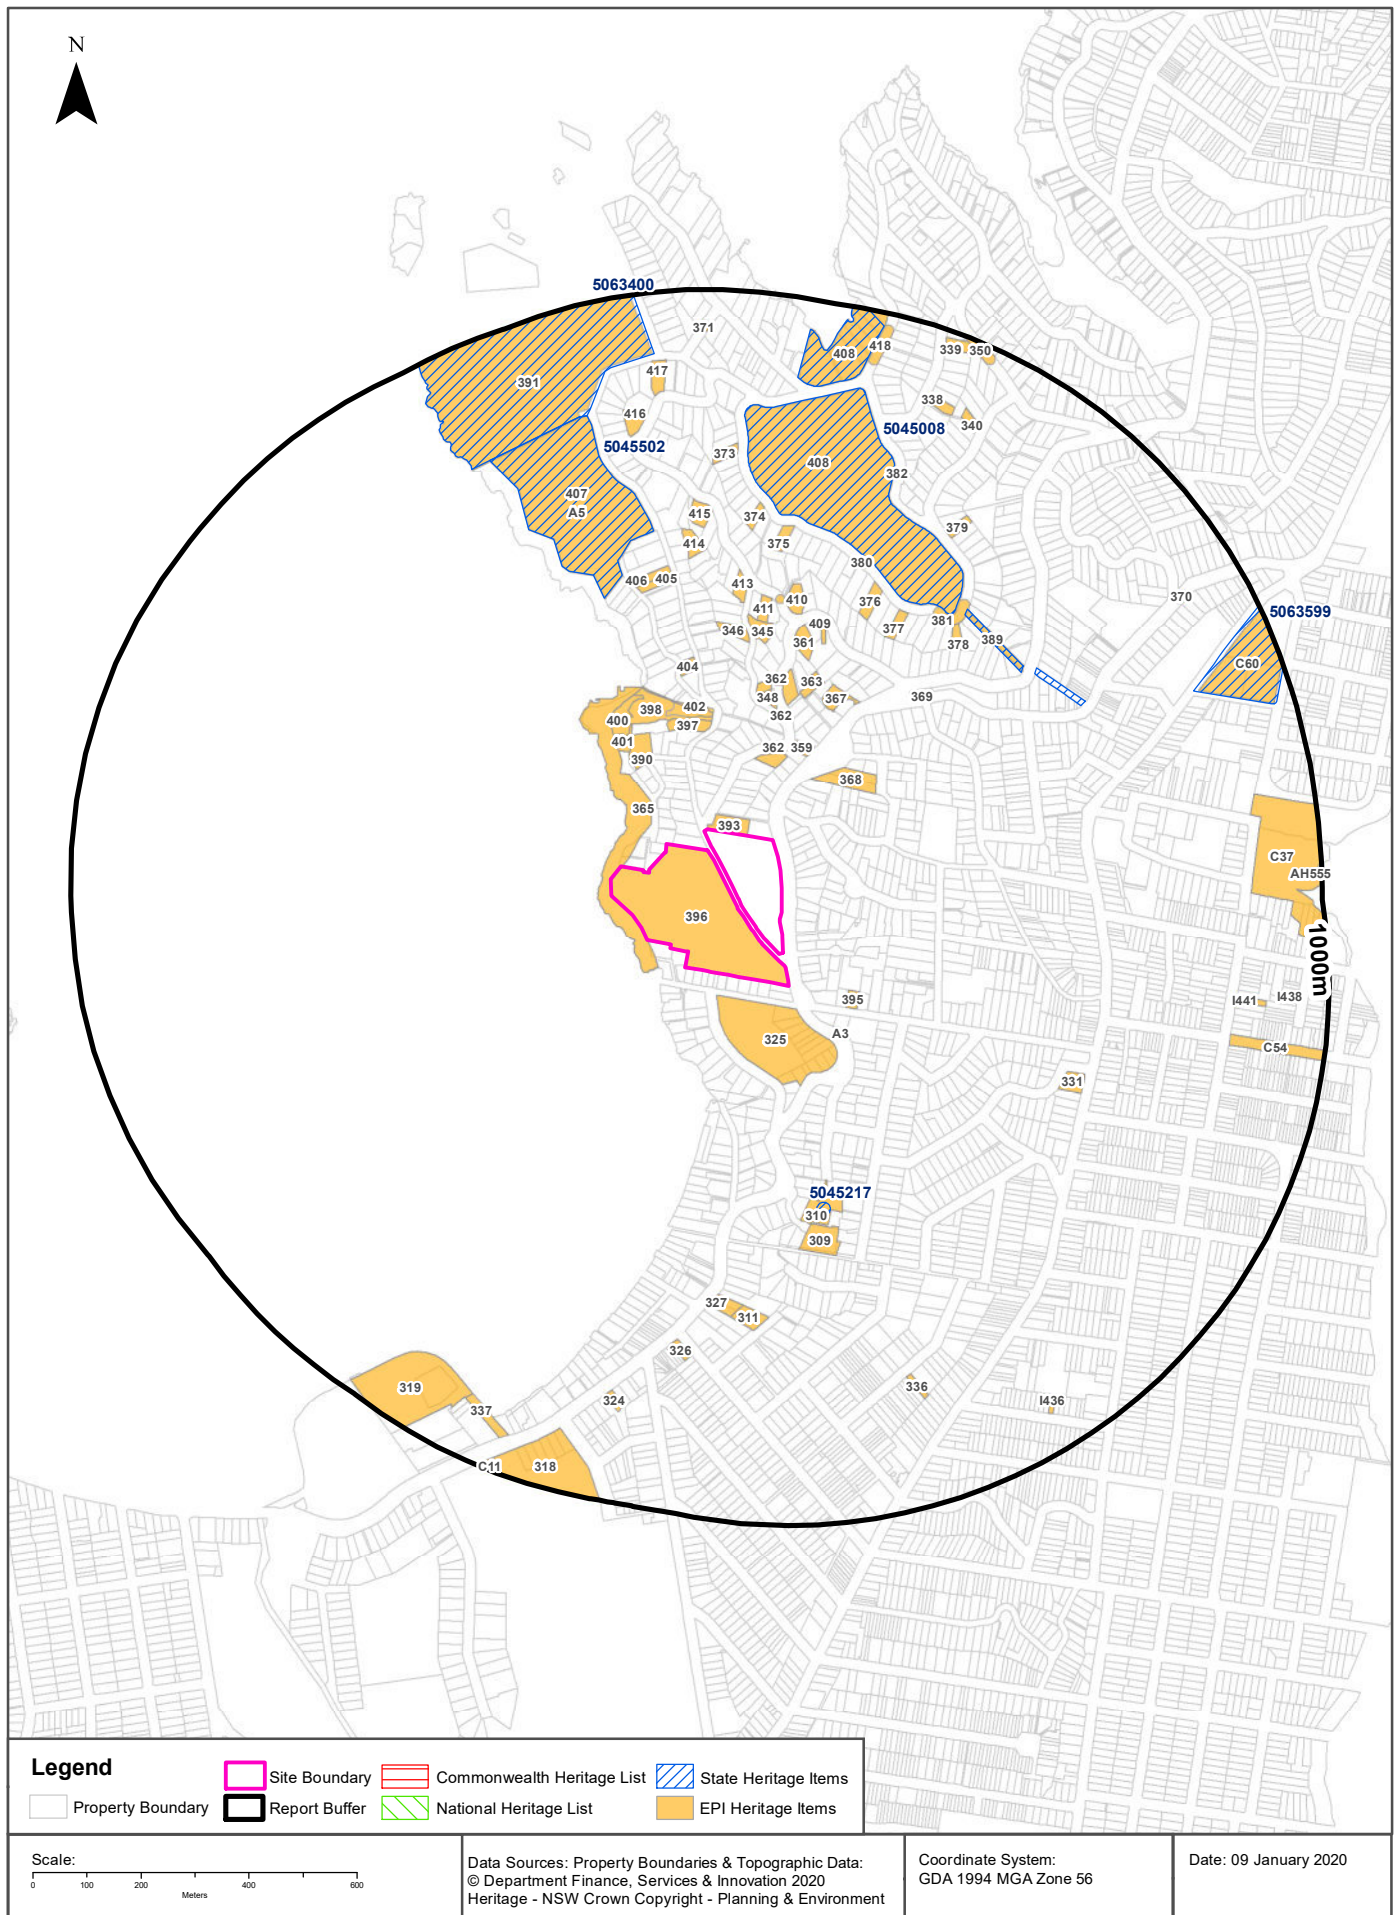 N
5063400
371
408
418
339
350
391
417
338
416
340
5045008
5045502
373
408
382
407
A5
415
374
379
414
375
380
406
405
413
410
376
370
411
5063599
409
381
346
345
377
361
378
389
C60
404
362
363
348
367
369
398
402
362
400
397
401
362
359
390
368
365
393
C37
AH555
396
1000m
395
I441
I438
325
A3
C54
331
5045217
310
309
327
311
326
319
336
324
I436
337
C11
318
Legend
Site Boundary
Commonwealth Heritage List
State Heritage Items
Property Boundary
Report Buffer
National Heritage List
EPI Heritage Items
Scale:
0 100 200 400 600
Meters
Data Sources: Property Boundaries & Topographic Data:
© Department Finance, Services & Innovation 2020
Heritage - NSW Crown Copyright - Planning & Environment
Coordinate System:
GDA 1994 MGA Zone 56
Date: 09 January 2020